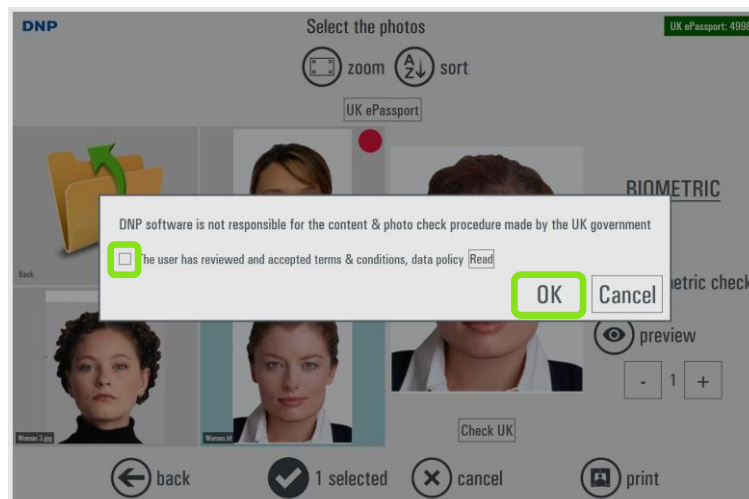 DNP
Select the photos
UK ePassport: 4998
zoom
A
Z
sort
UK ePassport
BIOMETRIC
DNP software is not responsible for the content & photo check procedure made by the UK government
The user has reviewed and accepted terms & conditions, data policy Read
OK
Cancel
Back
metric check
preview
- 1 +
Woman 3.jpg
Check UK
back
1 selected
cancel
print